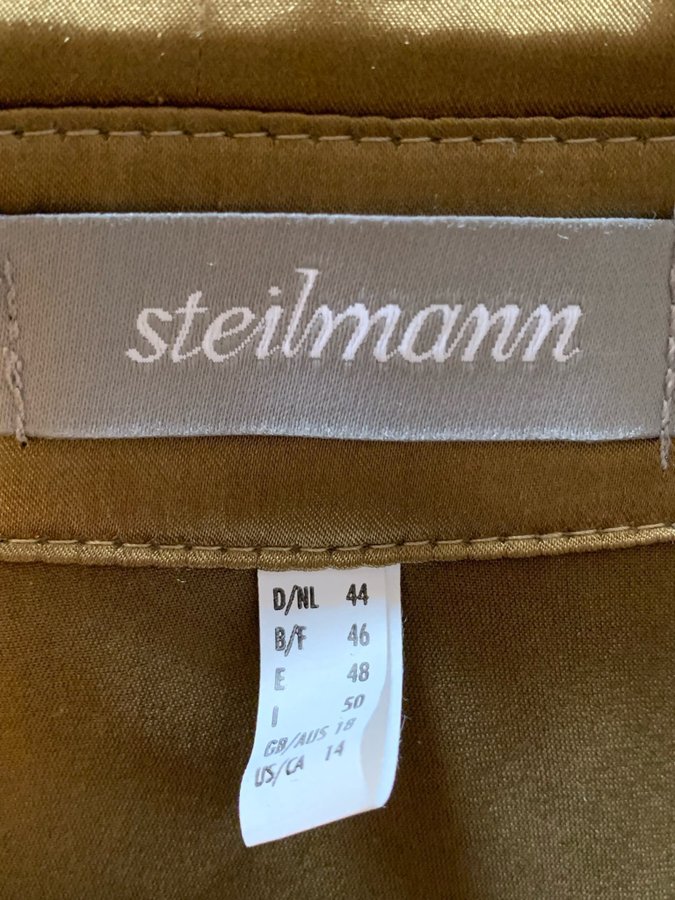 steilmann
D/NL 44
B/F 46
E 48
I 50
GB/AUS 18
US/CA 14